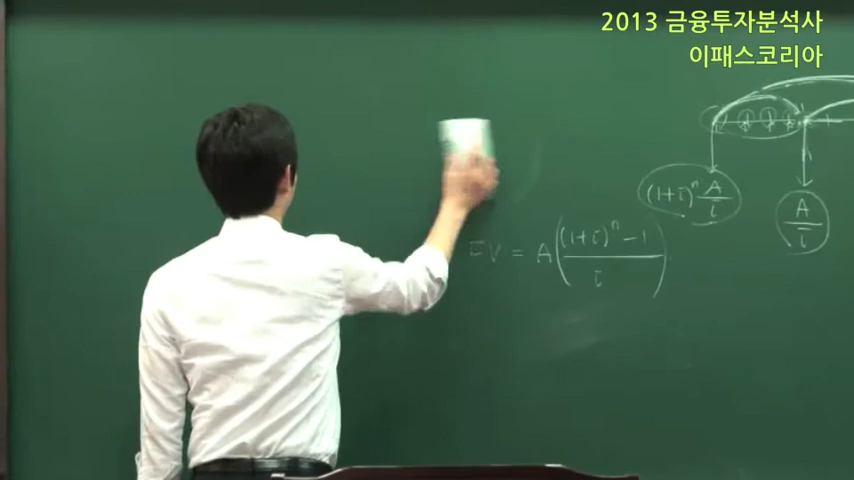 2013 금융투자분석사
이패스코리아
(1+i)ⁿ A/i
A/i
FV = A((1+i)ⁿ - 1 / i)